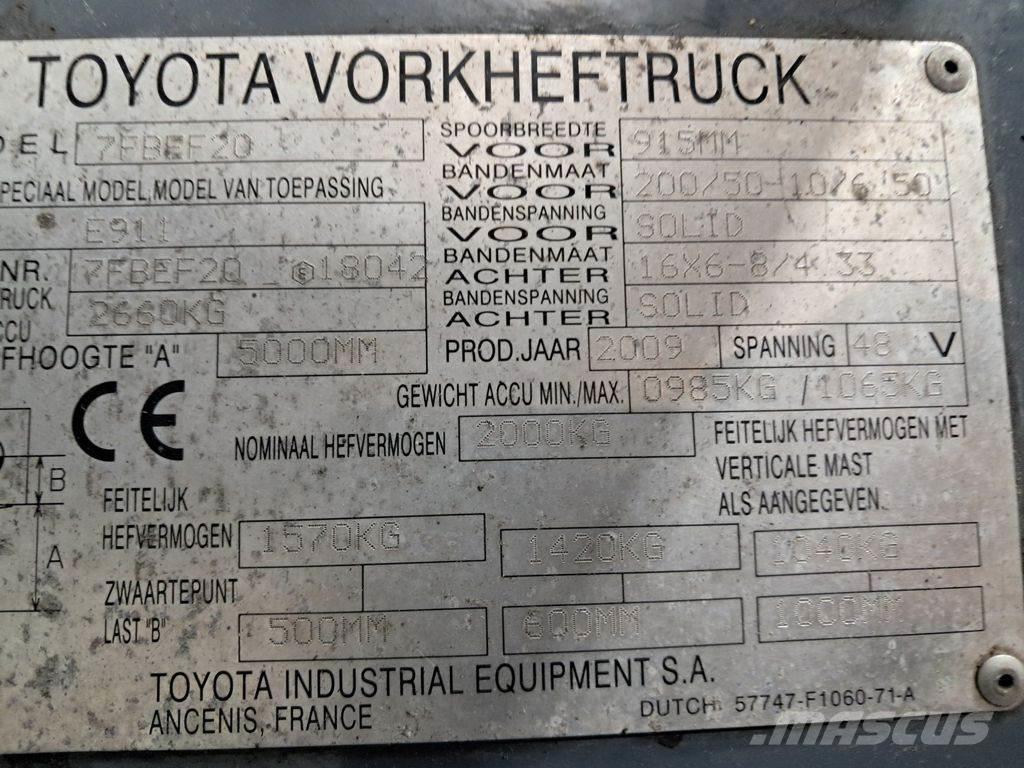 TOYOTA VORKHEFTRUCK
DEL 7FBEF20
SPOORBREEDTE VOOR 915MM
PECIAAL MODEL, MODEL VAN TOEPASSING
BANDENMAAT VOOR 200/50-10/6.50
E911
BANDENSPANNING VOOR SOLID
NR. 7FBEF20 E18042
BANDENMAAT ACHTER 16X6-8/4.33
TRUCK 2660KG
CCU
BANDENSPANNING ACHTER SOLID
FHOOGTE "A" 5000MM
PROD.JAAR 2009 SPANNING 48 V
GEWICHT ACCU MIN./MAX. 0985KG /1065KG
CE
NOMINAAL HEFVERMOGEN 2000KG
FEITELIJK HEFVERMOGEN MET
VERTICALE MAST
ALS AANGEGEVEN.
B
A
FEITELIJK
HEFVERMOGEN 1570KG 1420KG 1040KG
ZWAARTEPUNT
LAST "B" 500MM 600MM 1000MM
TOYOTA INDUSTRIAL EQUIPMENT S.A.
ANCENIS, FRANCE
DUTCH: 57747-F1060-71-A
MASCUS